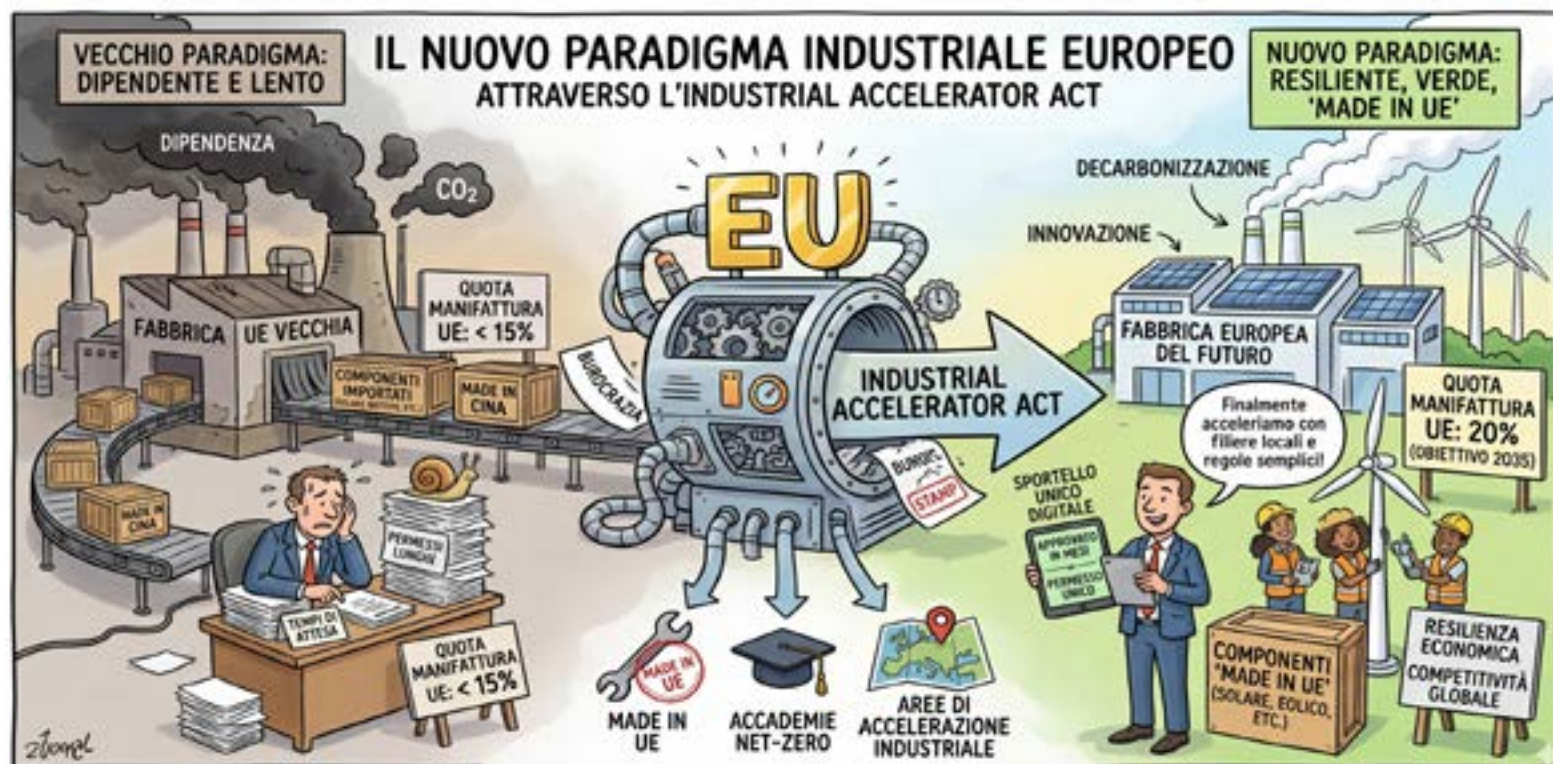 VECCHIO PARADIGMA:
DIPENDENTE E LENTO
IL NUOVO PARADIGMA INDUSTRIALE EUROPEO
ATTRAVERSO L'INDUSTRIAL ACCELERATOR ACT
NUOVO PARADIGMA:
RESILIENTE, VERDE,
'MADE IN UE'
DIPENDENZA
CO₂
EU
DECARBONIZZAZIONE
INNOVAZIONE
FABBRICA UE VECCHIA
QUOTA
MANIFATTURA
UE: < 15%
COMPONENTI
IMPORTATI
MADE IN
CINA
BUROCRAZIA
INDUSTRIAL
ACCELERATOR ACT
STAMP
FABBRICA EUROPEA
DEL FUTURO
QUOTA
MANIFATTURA
UE: 20%
(OBIETTIVO 2035)
Finalmente
acceleriamo con
filiere locali e
regole semplici!
MADE IN
CINA
PERMESSI
LUNGHI
TEMPI DI
ATTESA
QUOTA
MANIFATTURA
UE: < 15%
MADE IN
UE
MADE IN
UE
ACCADEMIE
NET-ZERO
AREE DI
ACCELERAZIONE
INDUSTRIALE
SPORTELLO
UNICO
DIGITALE
APPROVATO
IN MESI
PERMESSO
UNICO
COMPONENTI
"MADE IN UE"
(SOLARE, EOLICO,
ETC.)
RESILIENZA
ECONOMICA
COMPETITIVITÀ
GLOBALE